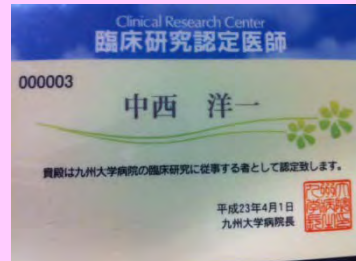 Clinical Research Center
臨床研究認定医師
000003
中西 洋一
貴殿は九州大学病院の臨床研究に従事する者として認定致します。
平成23年4月1日
九州大学病院長